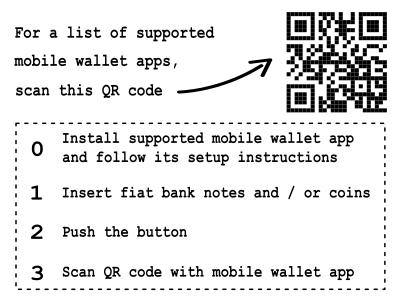 For a list of supported
mobile wallet apps,
scan this QR code
0 Install supported mobile wallet app
and follow its setup instructions
1 Insert fiat bank notes and / or coins
2 Push the button
3 Scan QR code with mobile wallet app